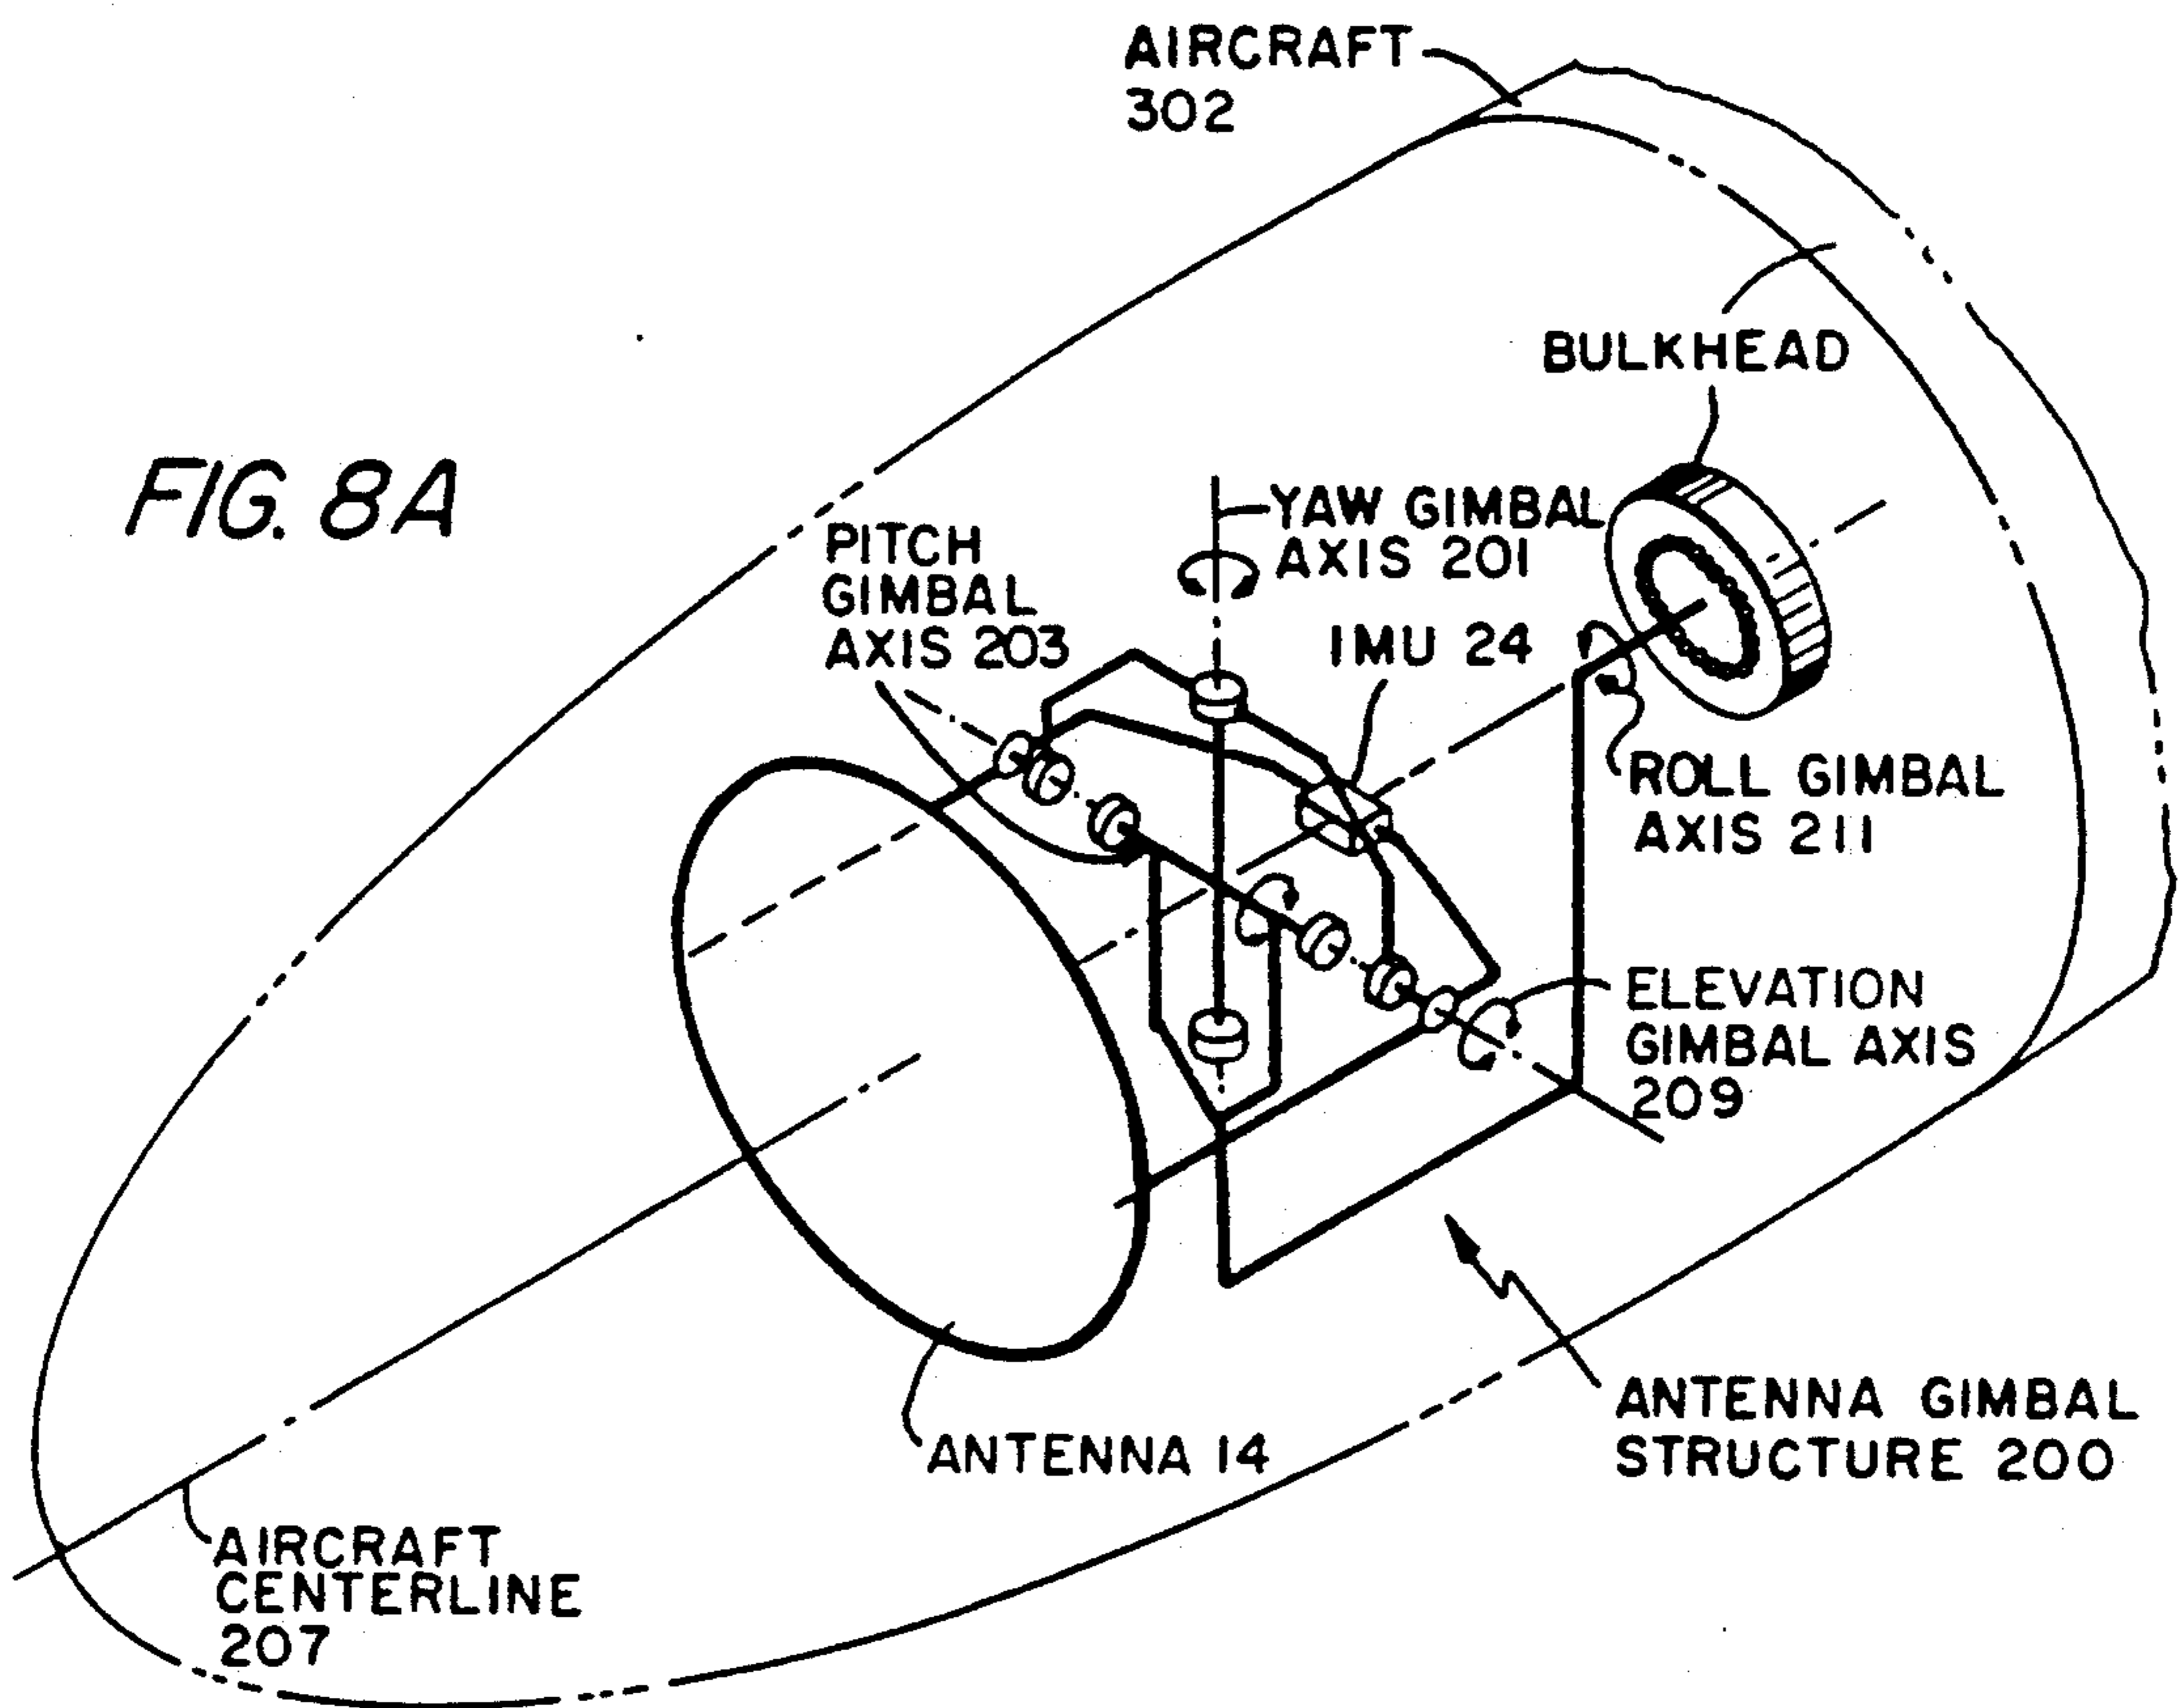 AIRCRAFT
302
BULKHEAD
FIG. 8A
YAW GIMBAL
AXIS 201
PITCH
GIMBAL
AXIS 203
IMU 24
ROLL GIMBAL
AXIS 211
ELEVATION
GIMBAL AXIS
209
ANTENNA GIMBAL
STRUCTURE 200
ANTENNA 14
AIRCRAFT
CENTERLINE
207